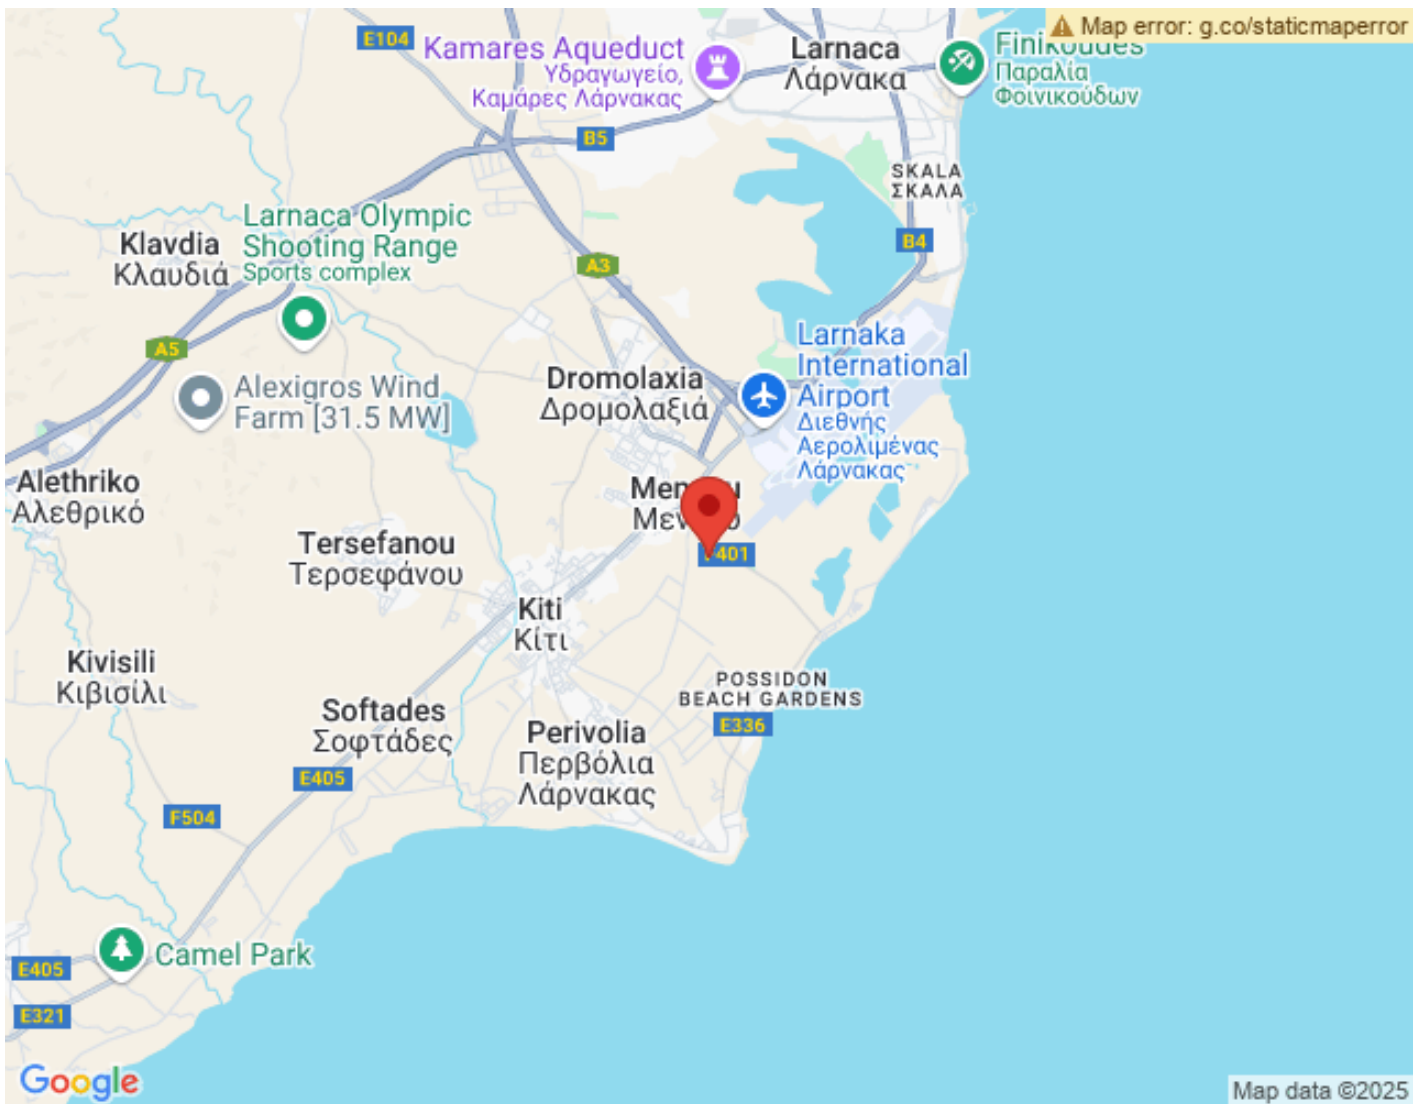 Map error: g.co/staticmaperror
E104
Kamares Aqueduct
Υδραγωγείο,
Καμάρες Λάρνακας
Larnaca
Λάρνακα
Finikoudes
Παραλία
Φοινικούδων
B5
SKALA
ΣΚΑΛΑ
B4
Larnaca Olympic
Shooting Range
Sports complex
Klavdia
Κλαυδιά
A3
A5
Larnaka
International
Airport
Διεθνής
Αερολιμένας
Λάρνακας
Dromolaxia
Δρομολαξιά
Alexigros Wind
Farm [31.5 MW]
Alethriko
Αλεθρικό
Tersefanou
Τερσεφάνου
Kiti
Κίτι
Kivisili
Κιβισίλι
POSSIDON
BEACH GARDENS
E336
Softades
Σοφτάδες
Perivolia
Περβόλια
Λάρνακας
E405
F504
Camel Park
E405
E321
Google
Map data ©2025